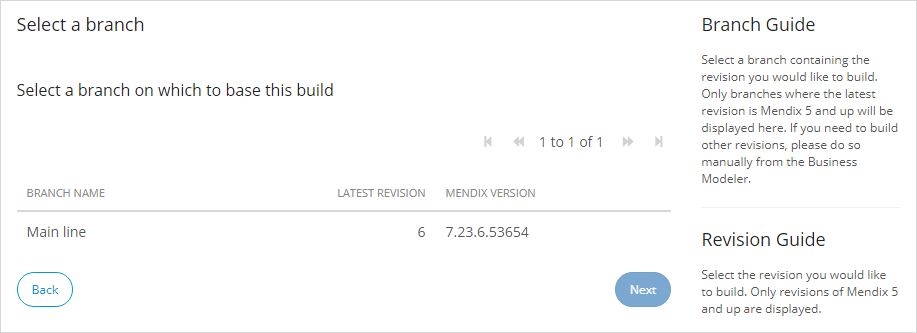 Select a branch
Select a branch on which to base this build
1 to 1 of 1
BRANCH NAME LATEST REVISION MENDIX VERSION
Main line 6 7.23.6.53654
Back Next
Branch Guide
Select a branch containing the
revision you would like to build.
Only branches where the latest
revision is Mendix 5 and up will be
displayed here. If you need to build
other revisions, please do so
manually from the Business
Modeler.
Revision Guide
Select the revision you would like
to build. Only revisions of Mendix 5
and up are displayed.